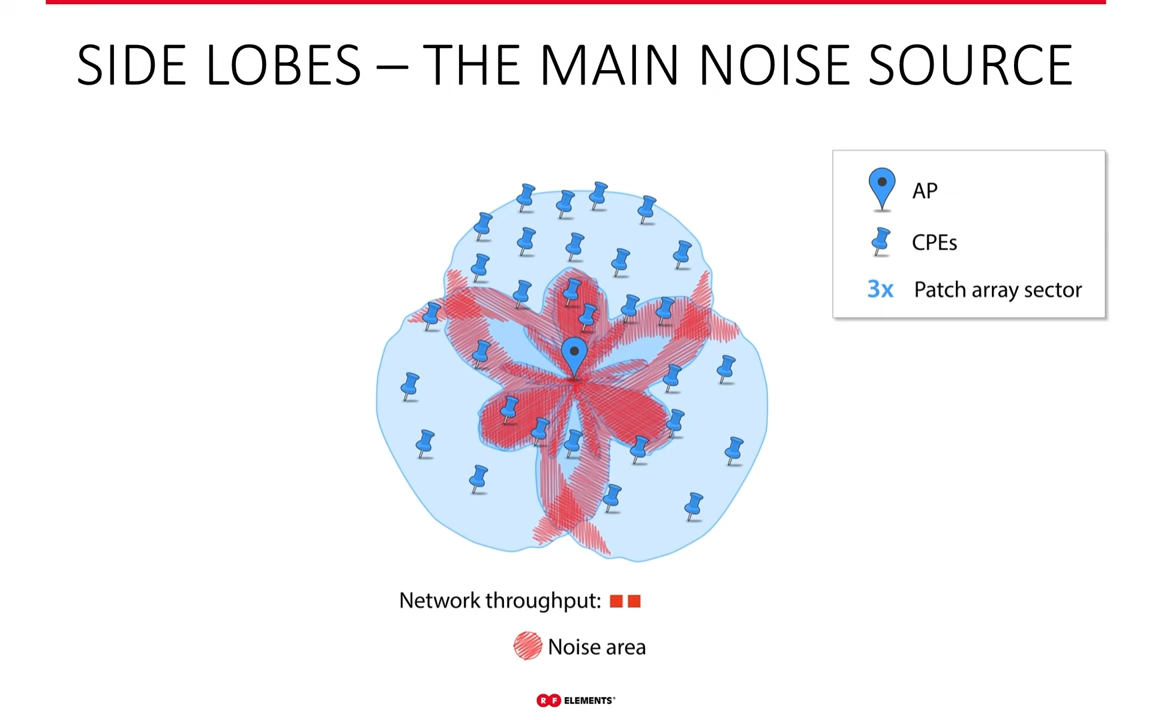 SIDE LOBES – THE MAIN NOISE SOURCE
AP
CPEs
3x Patch array sector
Network throughput:
Noise area
RF ELEMENTS®